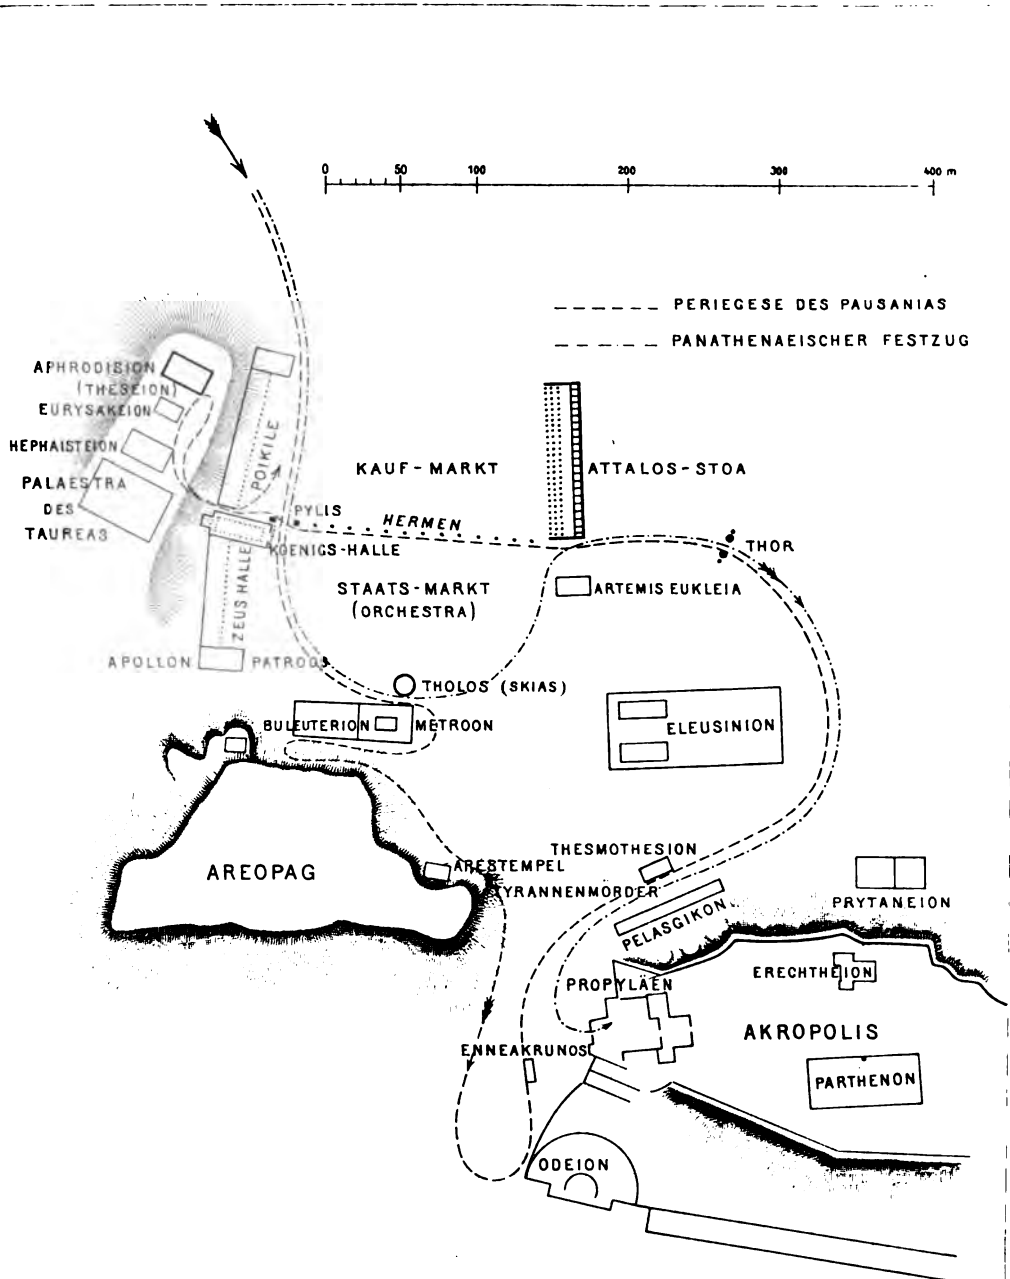 0 50 100 200 300 400 m
PERIEGESE DES PAUSANIAS
PANATHENAEISCHER FESTZUG
APHRODISION
(THESEION)
EURYSAKEION
HEPHAISTEION
PALAESTRA
DES
TAUREAS
POIKILE
KAUF-MARKT
ATTALOS-STOA
PYLIS
HERMEN
KOENIGS-HALLE
THOR
ZEUS HALLE
STAATS-MARKT
(ORCHESTRA)
ARTEMIS EUKLEIA
APOLLON PATROOS
THOLOS (SKIAS)
BULEUTERION
METROON
ELEUSINION
AREOPAG
ARESTEMPEL
TYRANNENMÖRDER
THESMOTHESION
PELASGIKON
PRYTANEION
PROPYLÄEN
ERECHTHEION
AKROPOLIS
ENNEAKRUNOS
PARTHENON
ODEION